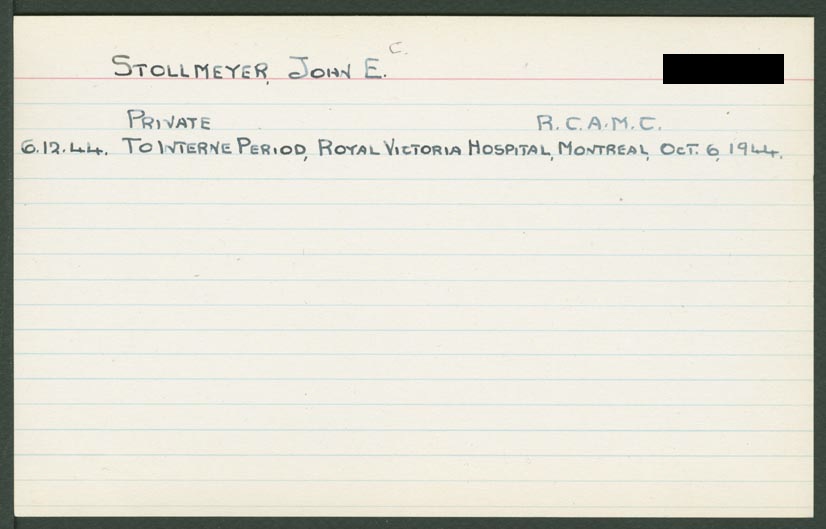 C.
STOLLMEYER, JOHN E.
PRIVATE R.C.A.M.C.
6.12.44. TO INTERNE PERIOD, ROYAL VICTORIA HOSPITAL, MONTREAL, OCT. 6, 1944.